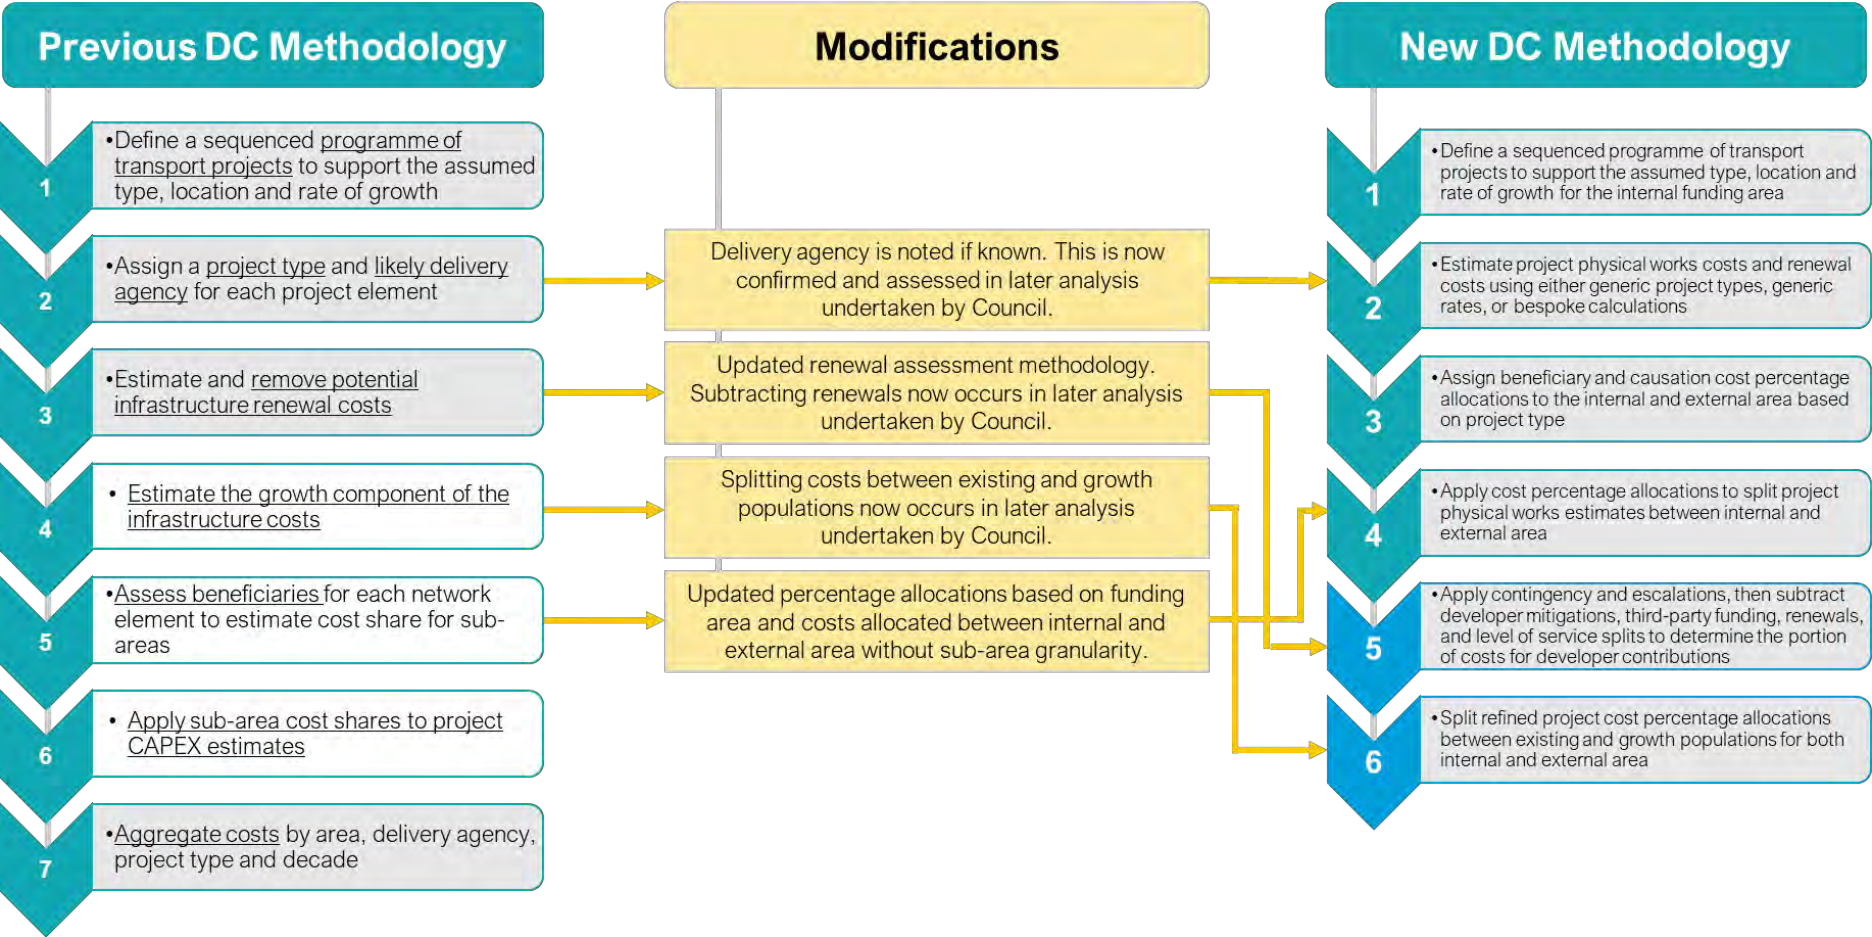 Previous DC Methodology
1
•Define a sequenced programme of
transport projects to support the assumed
type, location and rate of growth
2
•Assign a project type and likely delivery
agency for each project element
3
•Estimate and remove potential
infrastructure renewal costs
4
• Estimate the growth component of the
infrastructure costs
5
•Assess beneficiaries for each network
element to estimate cost share for sub-
areas
6
• Apply sub-area cost shares to project
CAPEX estimates
7
•Aggregate costs by area, delivery agency,
project type and decade
Modifications
Delivery agency is noted if known. This is now
confirmed and assessed in later analysis
undertaken by Council.
Updated renewal assessment methodology.
Subtracting renewals now occurs in later analysis
undertaken by Council.
Splitting costs between existing and growth
populations now occurs in later analysis
undertaken by Council.
Updated percentage allocations based on funding
area and costs allocated between internal and
external area without sub-area granularity.
New DC Methodology
1
•Define a sequenced programme of transport
projects to support the assumed type, location and
rate of growth for the internal funding area
2
•Estimate project physical works costs and renewal
costs using either generic project types, generic
rates, or bespoke calculations
3
•Assign beneficiary and causation cost percentage
allocations to the internal and external area based
on project type
4
•Apply cost percentage allocations to split project
physical works estimates between internal and
external area
5
•Apply contingency and escalations, then subtract
developer mitigations, third-party funding, renewals,
and level of service splits to determine the portion
of costs for developer contributions
6
•Split refined project cost percentage allocations
between existing and growth populations for both
internal and external area